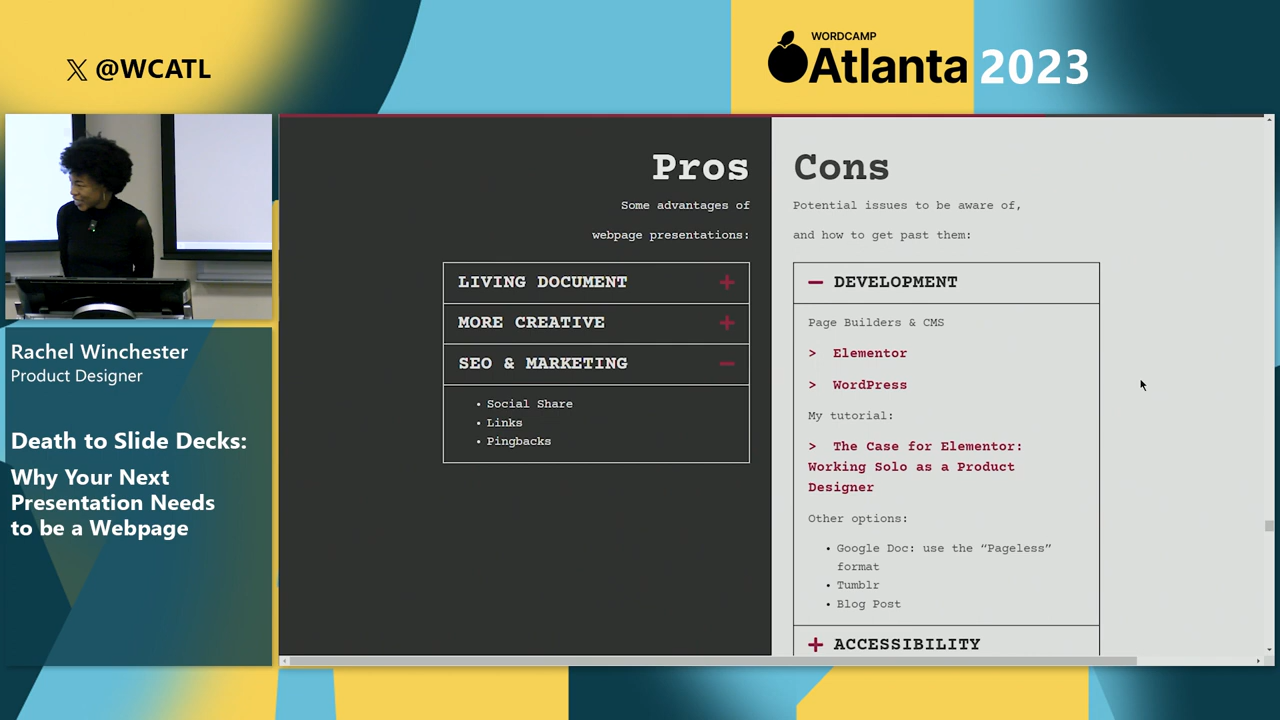 𝕏 @WCATL
WORDCAMP
Atlanta 2023
Rachel Winchester
Product Designer
Death to Slide Decks:
Why Your Next
Presentation Needs
to be a Webpage
Pros
Some advantages of
webpage presentations:
LIVING DOCUMENT +
MORE CREATIVE +
SEO & MARKETING −
• Social Share
• Links
• Pingbacks
Cons
Potential issues to be aware of,
and how to get past them:
− DEVELOPMENT
Page Builders & CMS
> Elementor
> WordPress
My tutorial:
> The Case for Elementor:
Working Solo as a Product
Designer
Other options:
• Google Doc: use the “Pageless”
format
• Tumblr
• Blog Post
+ ACCESSIBILITY